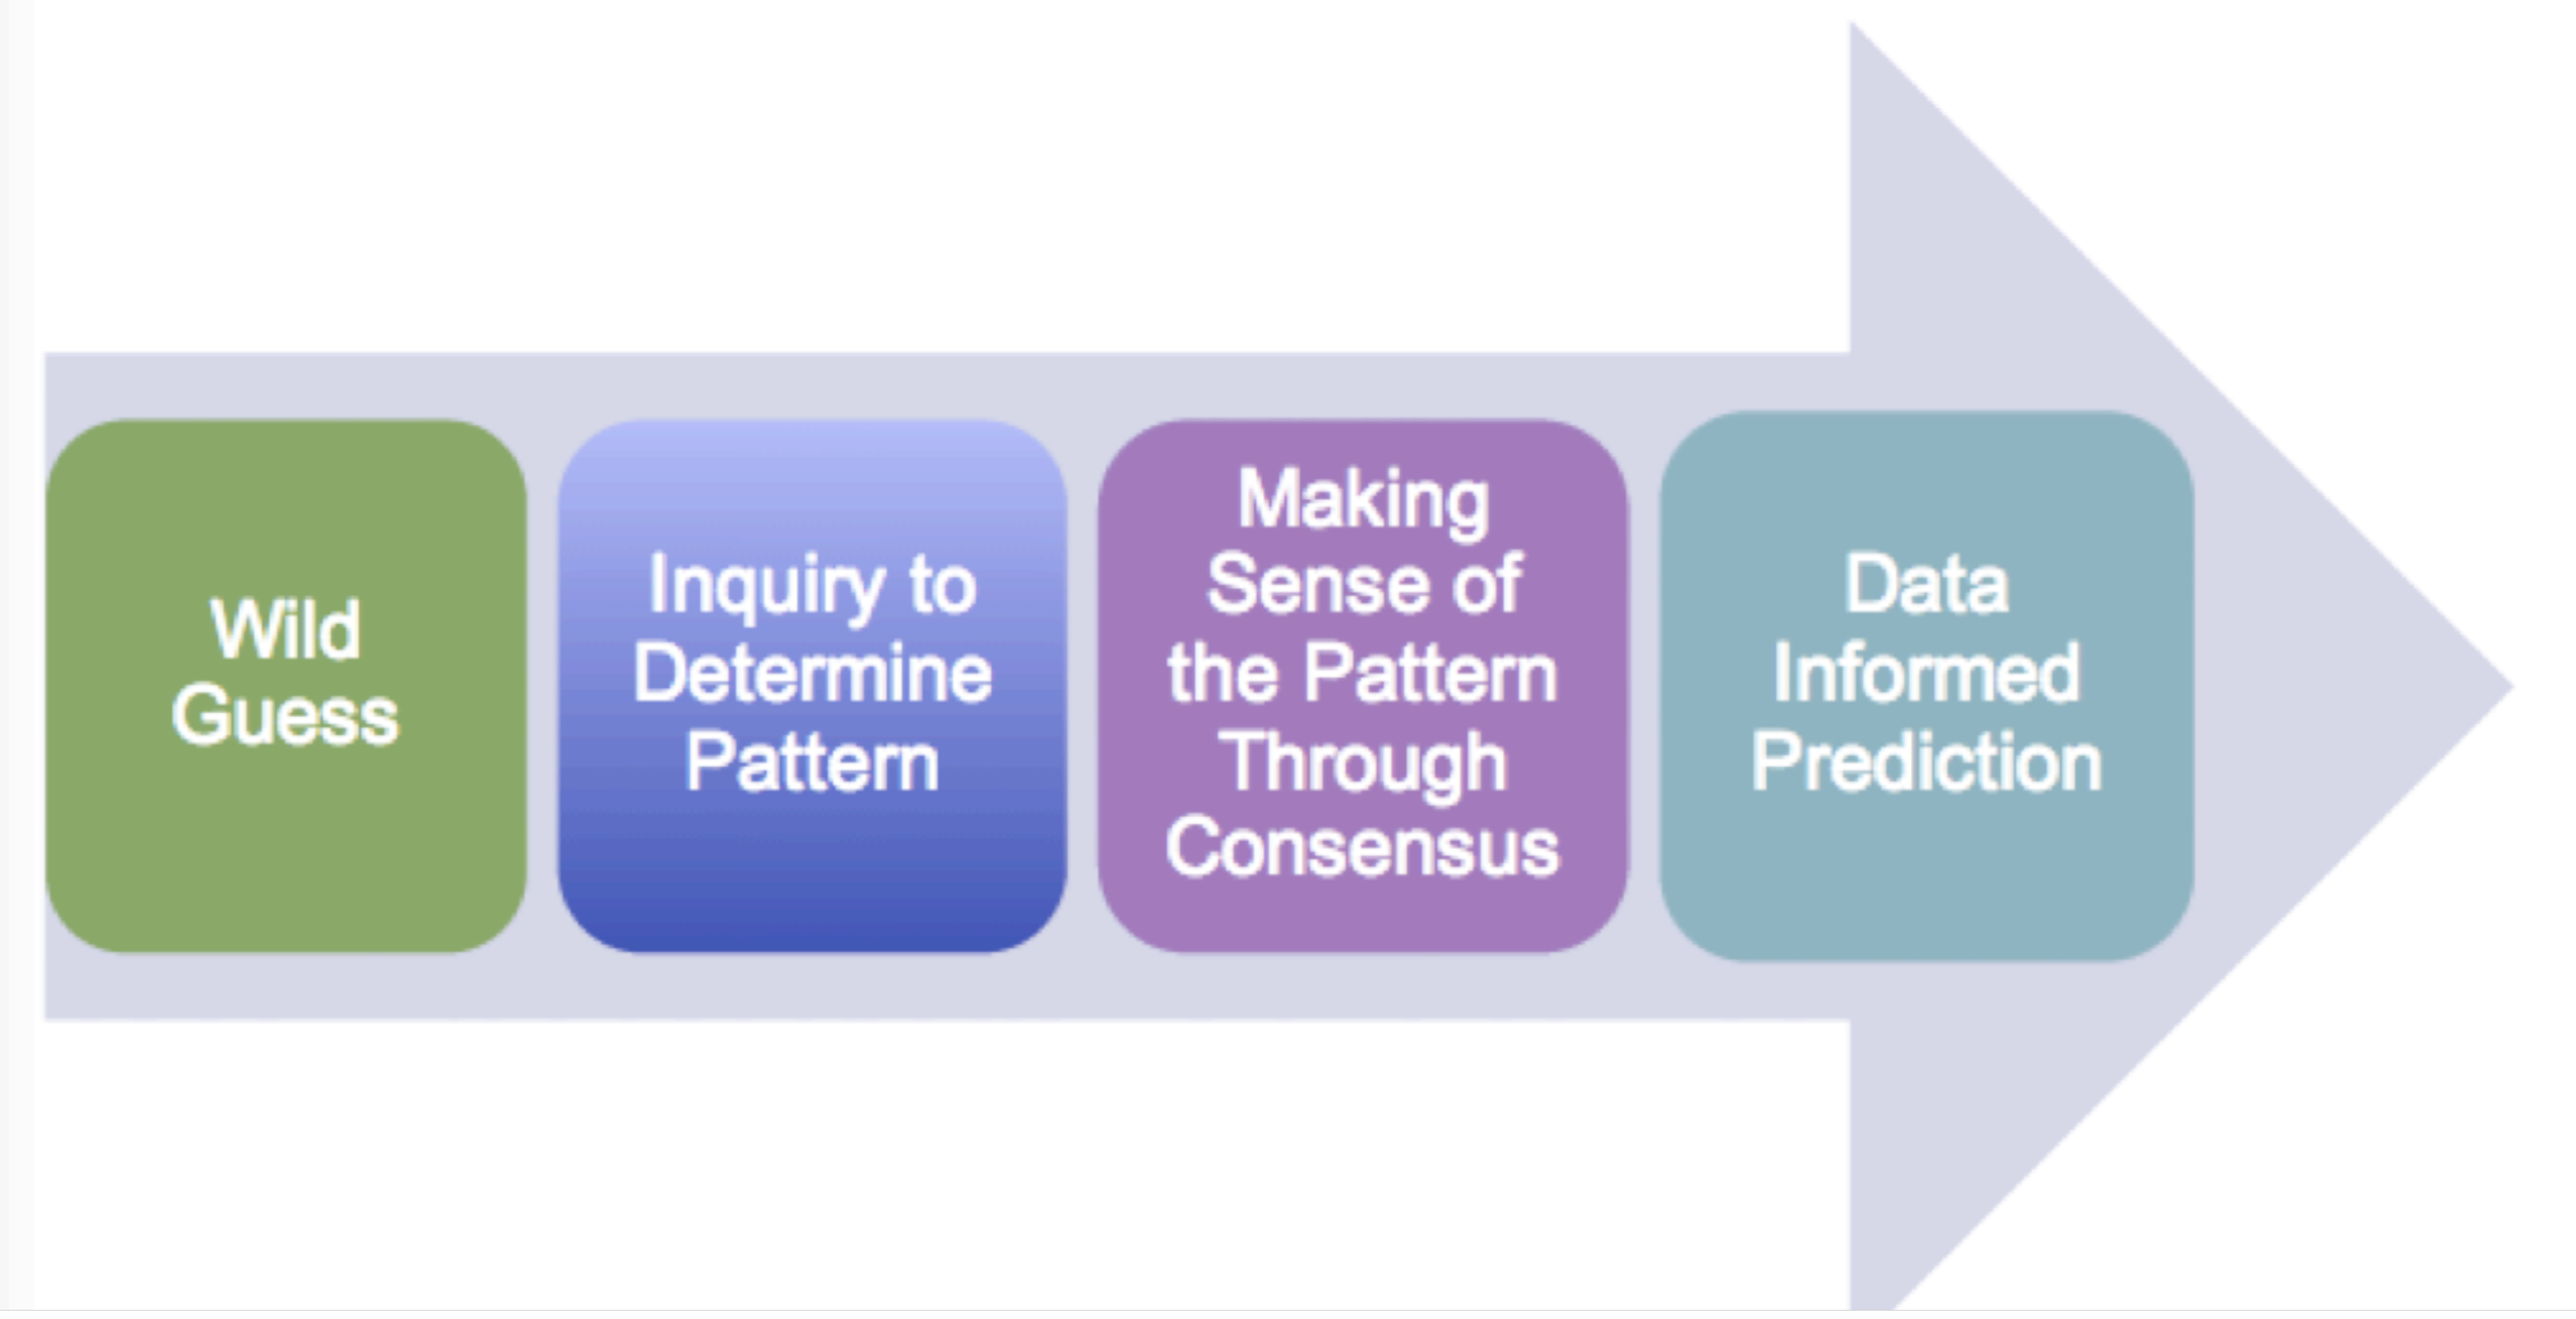 Wild
Guess
Inquiry to
Determine
Pattern
Making
Sense of
the Pattern
Through
Consensus
Data
Informed
Prediction